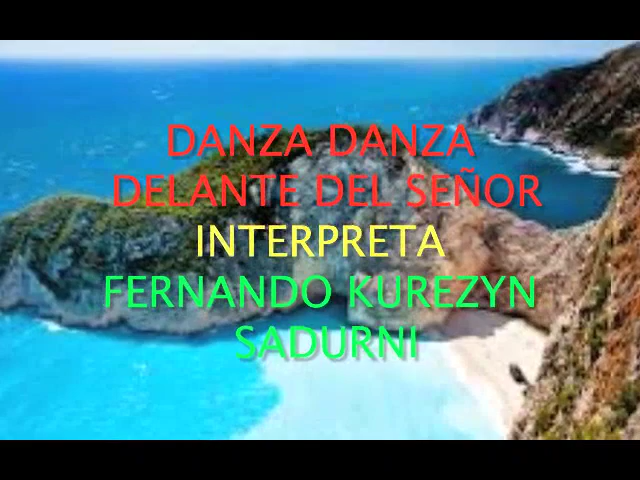 DANZA DANZA
DELANTE DEL SEÑOR
INTERPRETA
FERNANDO KUREZYN
SADURNI